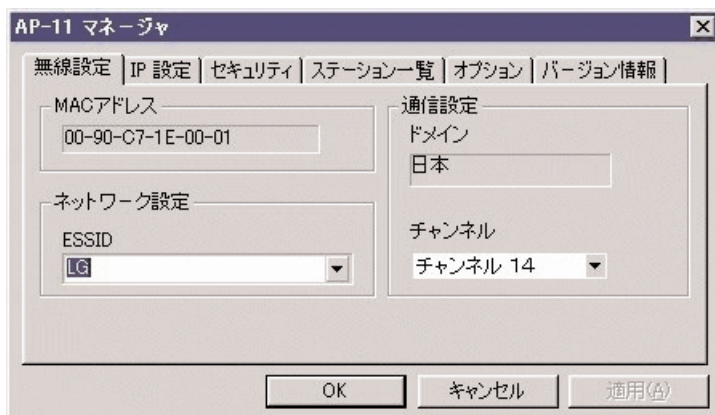 AP-11 マネージャ
無線設定 IP 設定 セキュリティ ステーション一覧 オプション バージョン情報
MACアドレス
00-90-C7-1E-00-01
ネットワーク設定
ESSID
LG
通信設定
ドメイン
日本
チャンネル
チャンネル 14
OK キャンセル 適用(A)